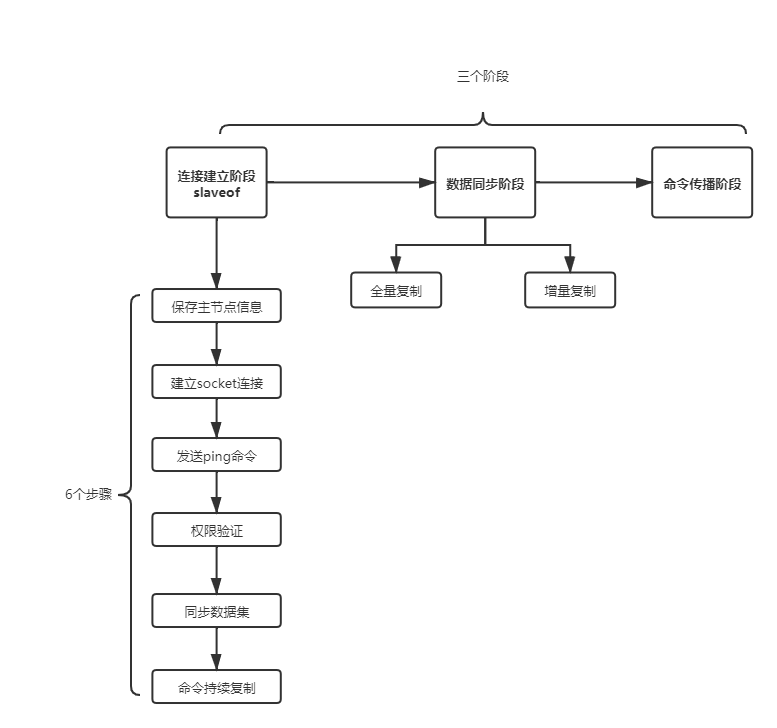 三个阶段
连接建立阶段
slaveof
数据同步阶段
命令传播阶段
全量复制
增量复制
保存主节点信息
建立socket连接
发送ping命令
6个步骤
权限验证
同步数据集
命令持续复制